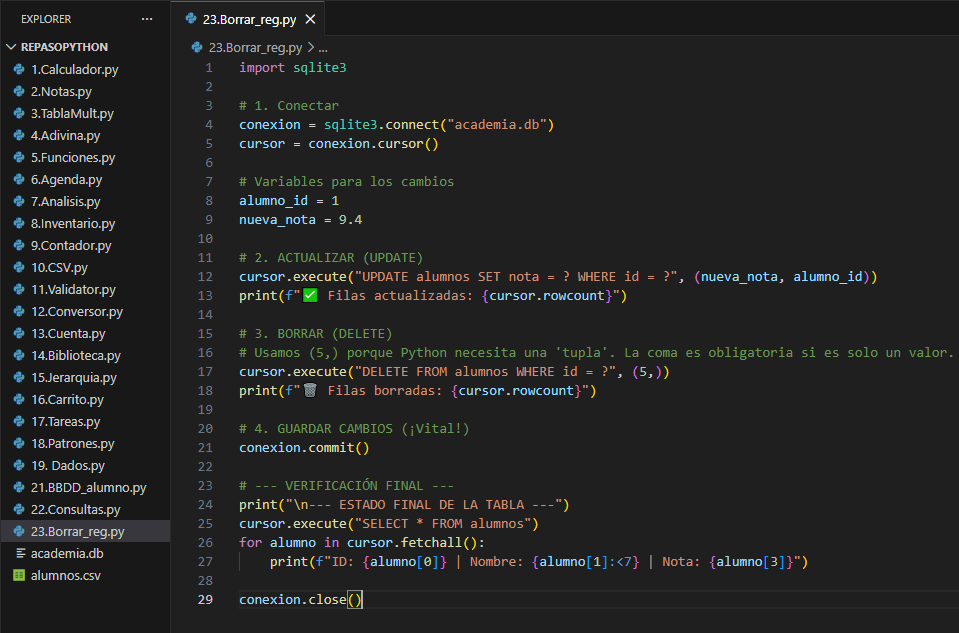 EXPLORER ...
REPASOPYTHON
1.Calculador.py
2.Notas.py
3.TablaMult.py
4.Adivina.py
5.Funciones.py
6.Agenda.py
7.Analisis.py
8.Inventario.py
9.Contador.py
10.CSV.py
11.Validator.py
12.Conversor.py
13.Cuenta.py
14.Biblioteca.py
15.Jerarquia.py
16.Carrito.py
17.Tareas.py
18.Patrones.py
19. Dados.py
21.BBDD_alumno.py
22.Consultas.py
23.Borrar_reg.py
academia.db
alumnos.csv
23.Borrar_reg.py
23.Borrar_reg.py > ...
1 import sqlite3
2
3 # 1. Conectar
4 conexion = sqlite3.connect("academia.db")
5 cursor = conexion.cursor()
6
7 # Variables para los cambios
8 alumno_id = 1
9 nueva_nota = 9.4
10
11 # 2. ACTUALIZAR (UPDATE)
12 cursor.execute("UPDATE alumnos SET nota = ? WHERE id = ?", (nueva_nota, alumno_id))
13 print(f"✅ Filas actualizadas: {cursor.rowcount}")
14
15 # 3. BORRAR (DELETE)
16 # Usamos (5,) porque Python necesita una 'tupla'. La coma es obligatoria si es solo un valor.
17 cursor.execute("DELETE FROM alumnos WHERE id = ?", (5,))
18 print(f"🗑️ Filas borradas: {cursor.rowcount}")
19
20 # 4. GUARDAR CAMBIOS (¡Vital!)
21 conexion.commit()
22
23 # --- VERIFICACIÓN FINAL ---
24 print("\n--- ESTADO FINAL DE LA TABLA ---")
25 cursor.execute("SELECT * FROM alumnos")
26 for alumno in cursor.fetchall():
27 print(f"ID: {alumno[0]} | Nombre: {alumno[1]:<7} | Nota: {alumno[3]}")
28
29 conexion.close()